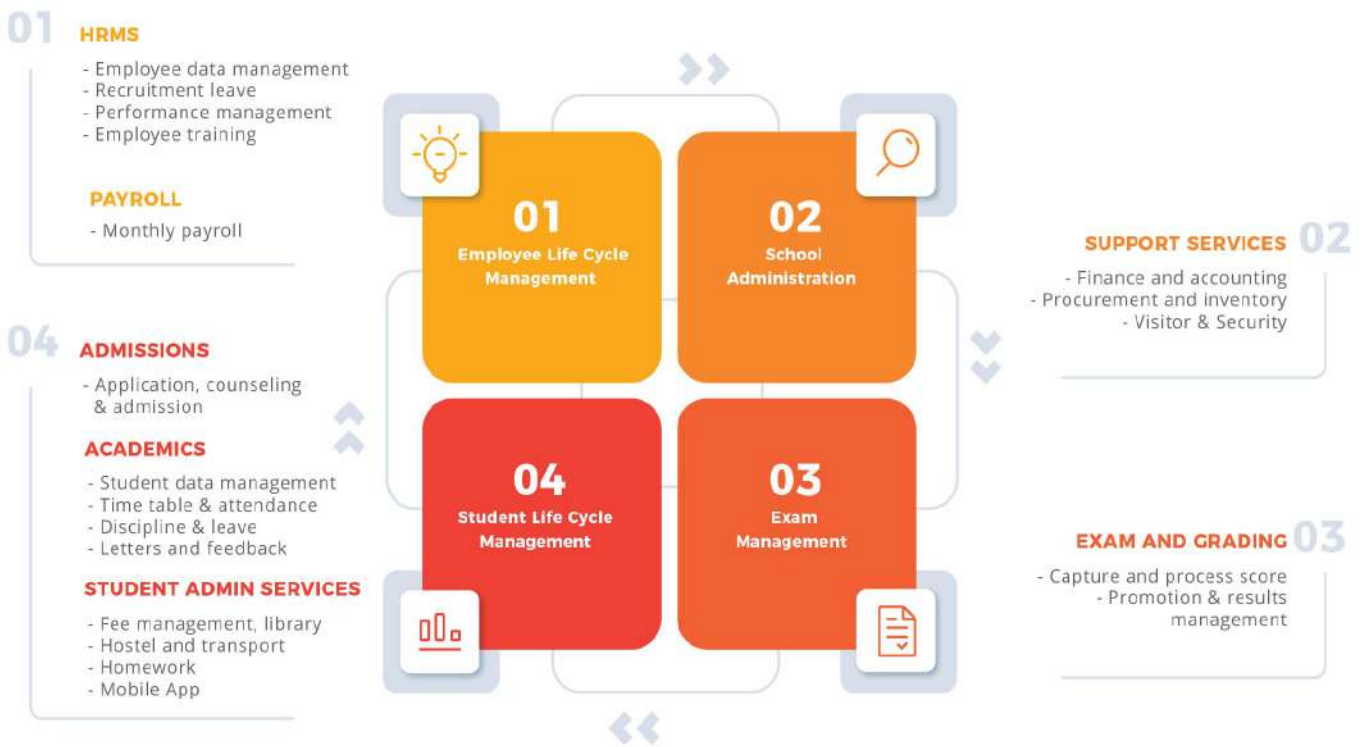 01
HRMS
- Employee data management
- Recruitment leave
- Performance management
- Employee training
PAYROLL
- Monthly payroll
04
ADMISSIONS
- Application, counseling
& admission
ACADEMICS
- Student data management
- Time table & attendance
- Discipline & leave
- Letters and feedback
STUDENT ADMIN SERVICES
- Fee management, library
- Hostel and transport
- Homework
- Mobile App
01
Employee Life Cycle
Management
02
School
Administration
04
Student Life Cycle
Management
03
Exam
Management
SUPPORT SERVICES 02
- Finance and accounting
- Procurement and inventory
- Visitor & Security
EXAM AND GRADING 03
- Capture and process score
- Promotion & results
management